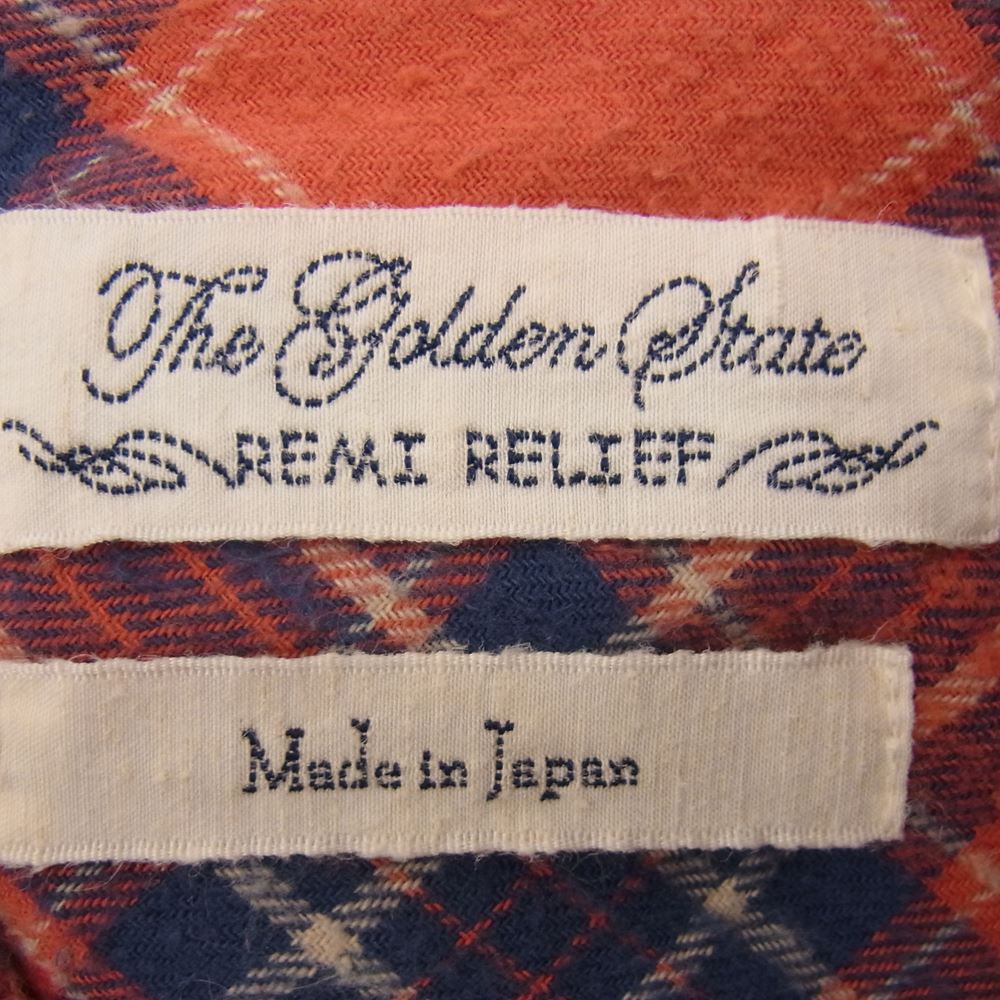 The Golden State
REMI RELIEF
Made in Japan